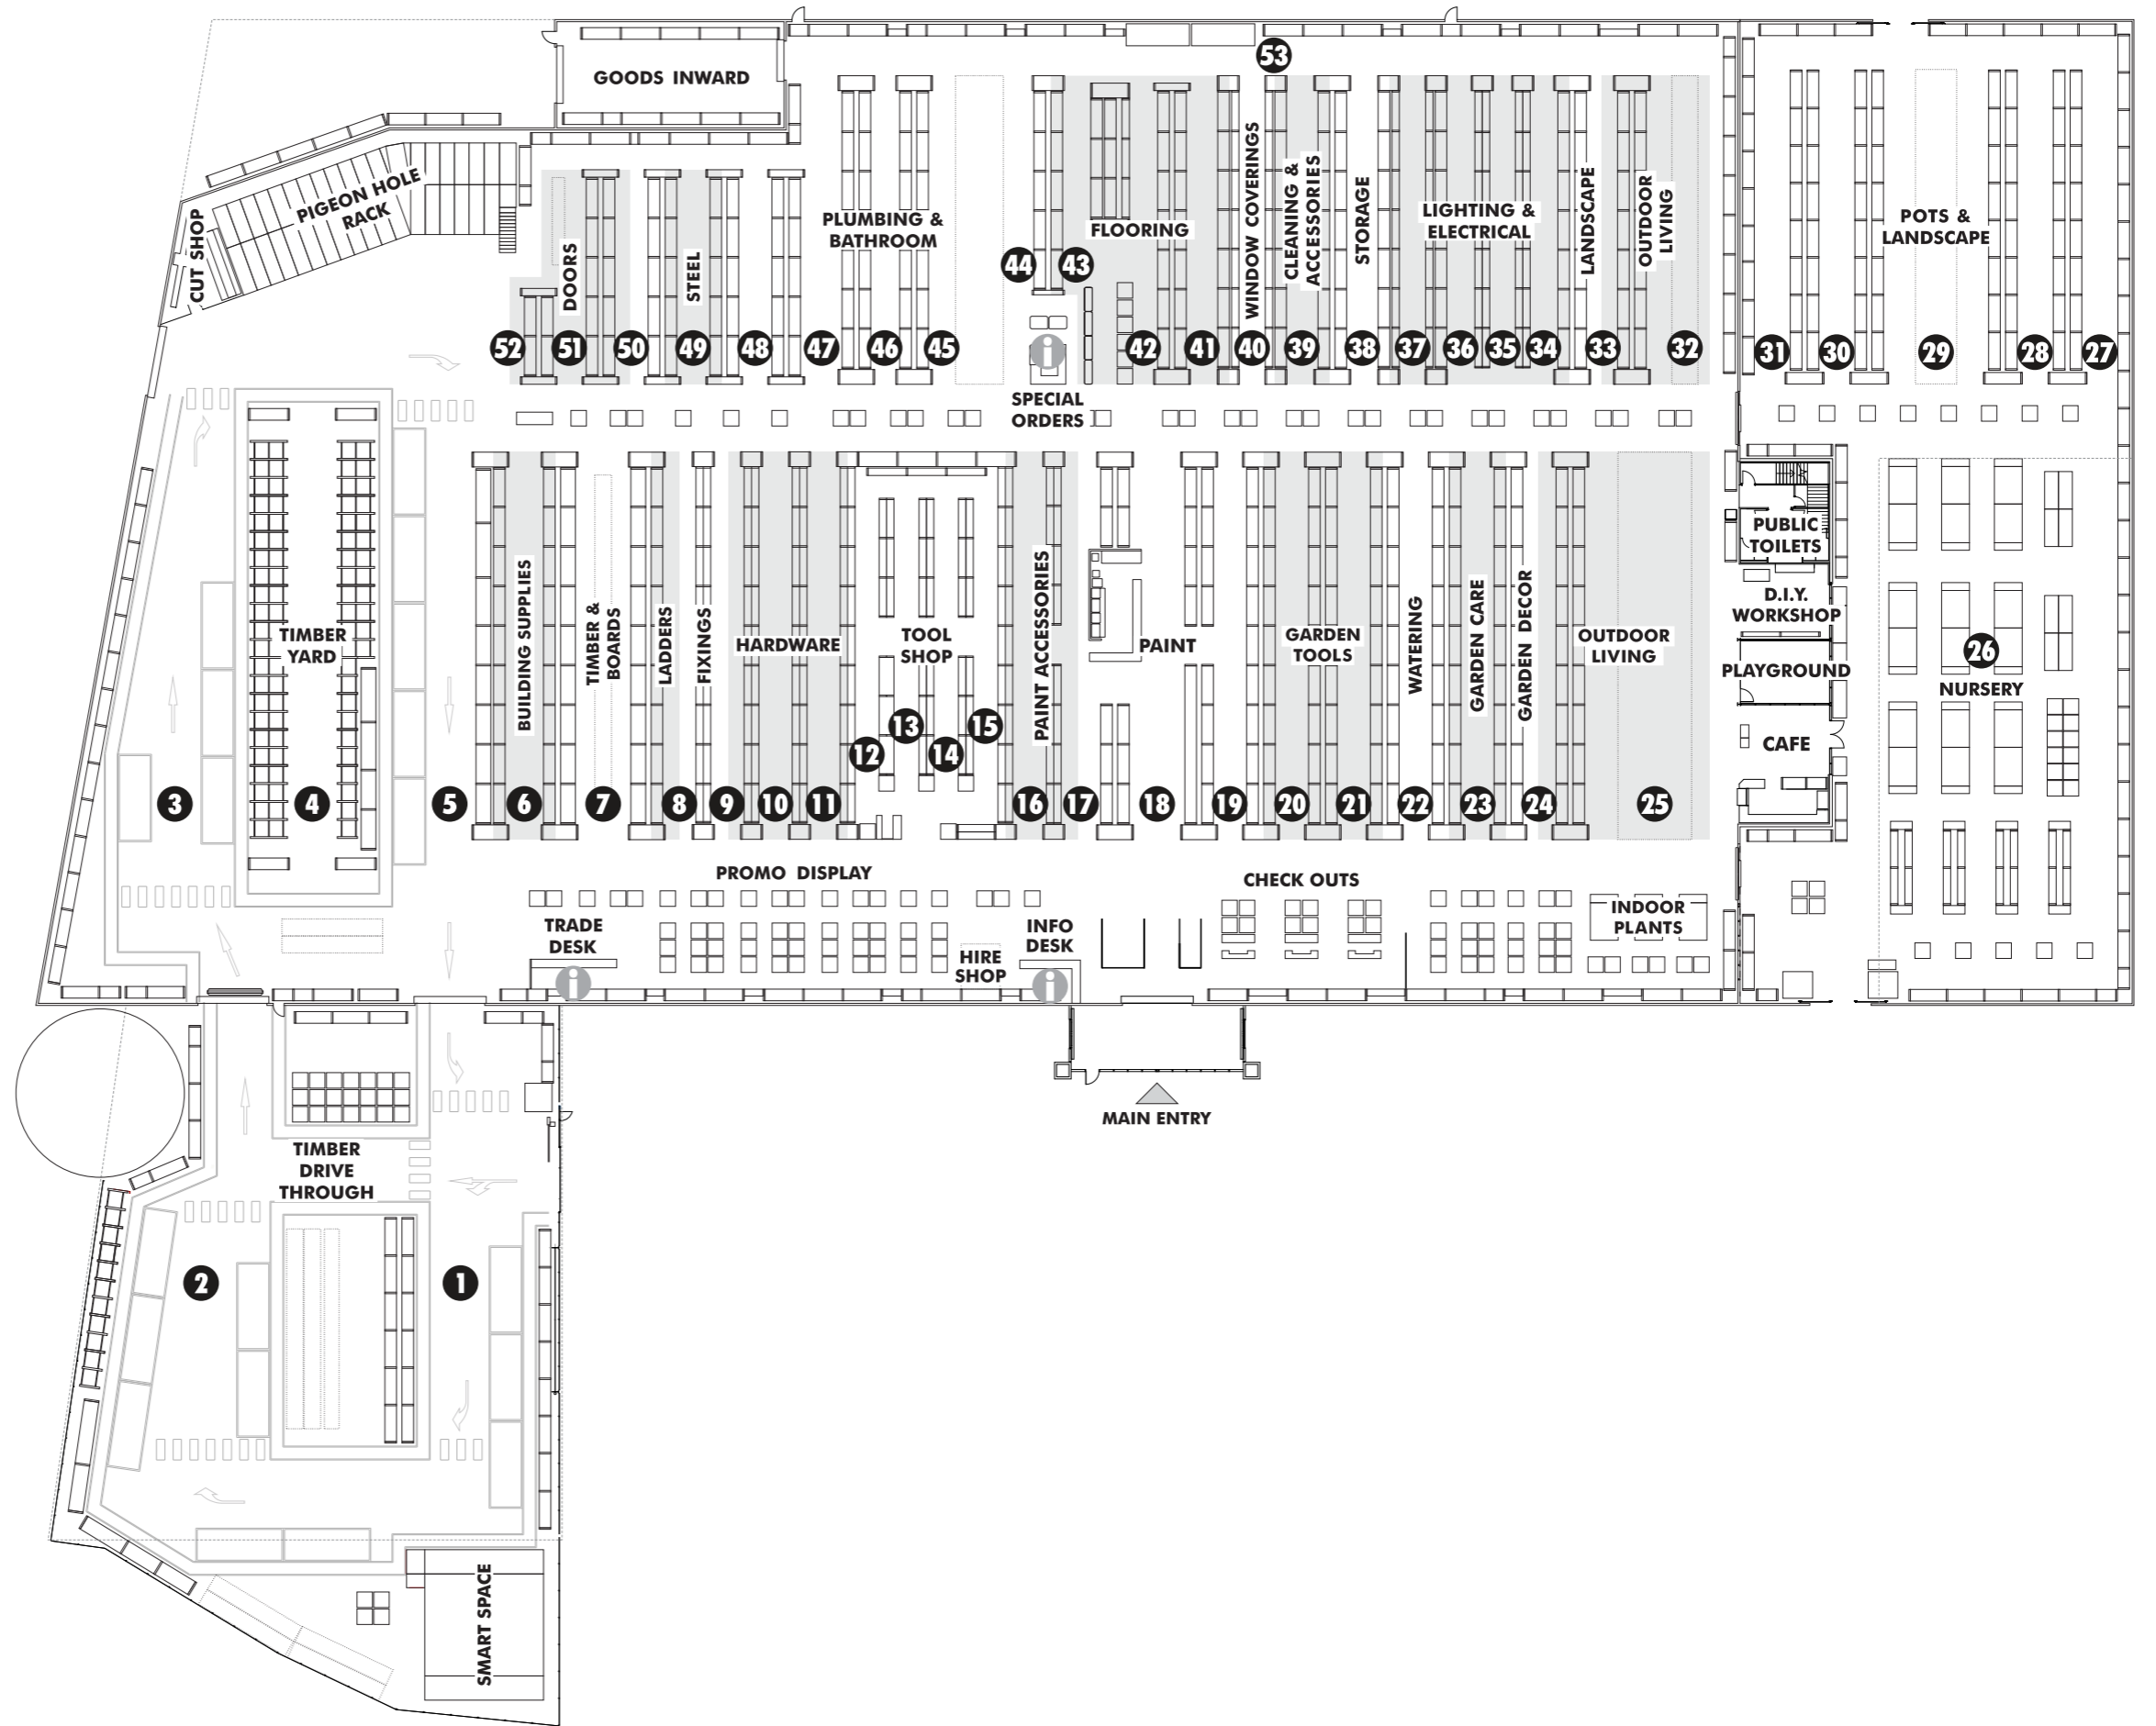 53
GOODS INWARD
PIGEON HOLE
RACK
CUT SHOP
DOORS
STEEL
PLUMBING &
BATHROOM
FLOORING
WINDOW COVERINGS
CLEANING &
ACCESSORIES
STORAGE
LIGHTING &
ELECTRICAL
LANDSCAPE
OUTDOOR
LIVING
POTS &
LANDSCAPE
44
43
52
51
50
49
48
47
46
45
i
42
41
40
39
38
37
36
35
34
33
32
31
30
29
28
27
SPECIAL
ORDERS
TIMBER
YARD
BUILDING SUPPLIES
TIMBER &
BOARDS
LADDERS
FIXINGS
HARDWARE
TOOL
SHOP
PAINT ACCESSORIES
PAINT
GARDEN
TOOLS
WATERING
GARDEN CARE
GARDEN DECOR
OUTDOOR
LIVING
PUBLIC
TOILETS
D.I.Y.
WORKSHOP
PLAYGROUND
CAFE
26
NURSERY
13
15
12
14
3
4
5
6
7
8
9
10
11
16
17
18
19
20
21
22
23
24
25
PROMO DISPLAY
CHECK OUTS
TRADE
DESK
i
HIRE
SHOP
INFO
DESK
i
INDOOR
PLANTS
MAIN ENTRY
TIMBER
DRIVE
THROUGH
2
1
SMART SPACE